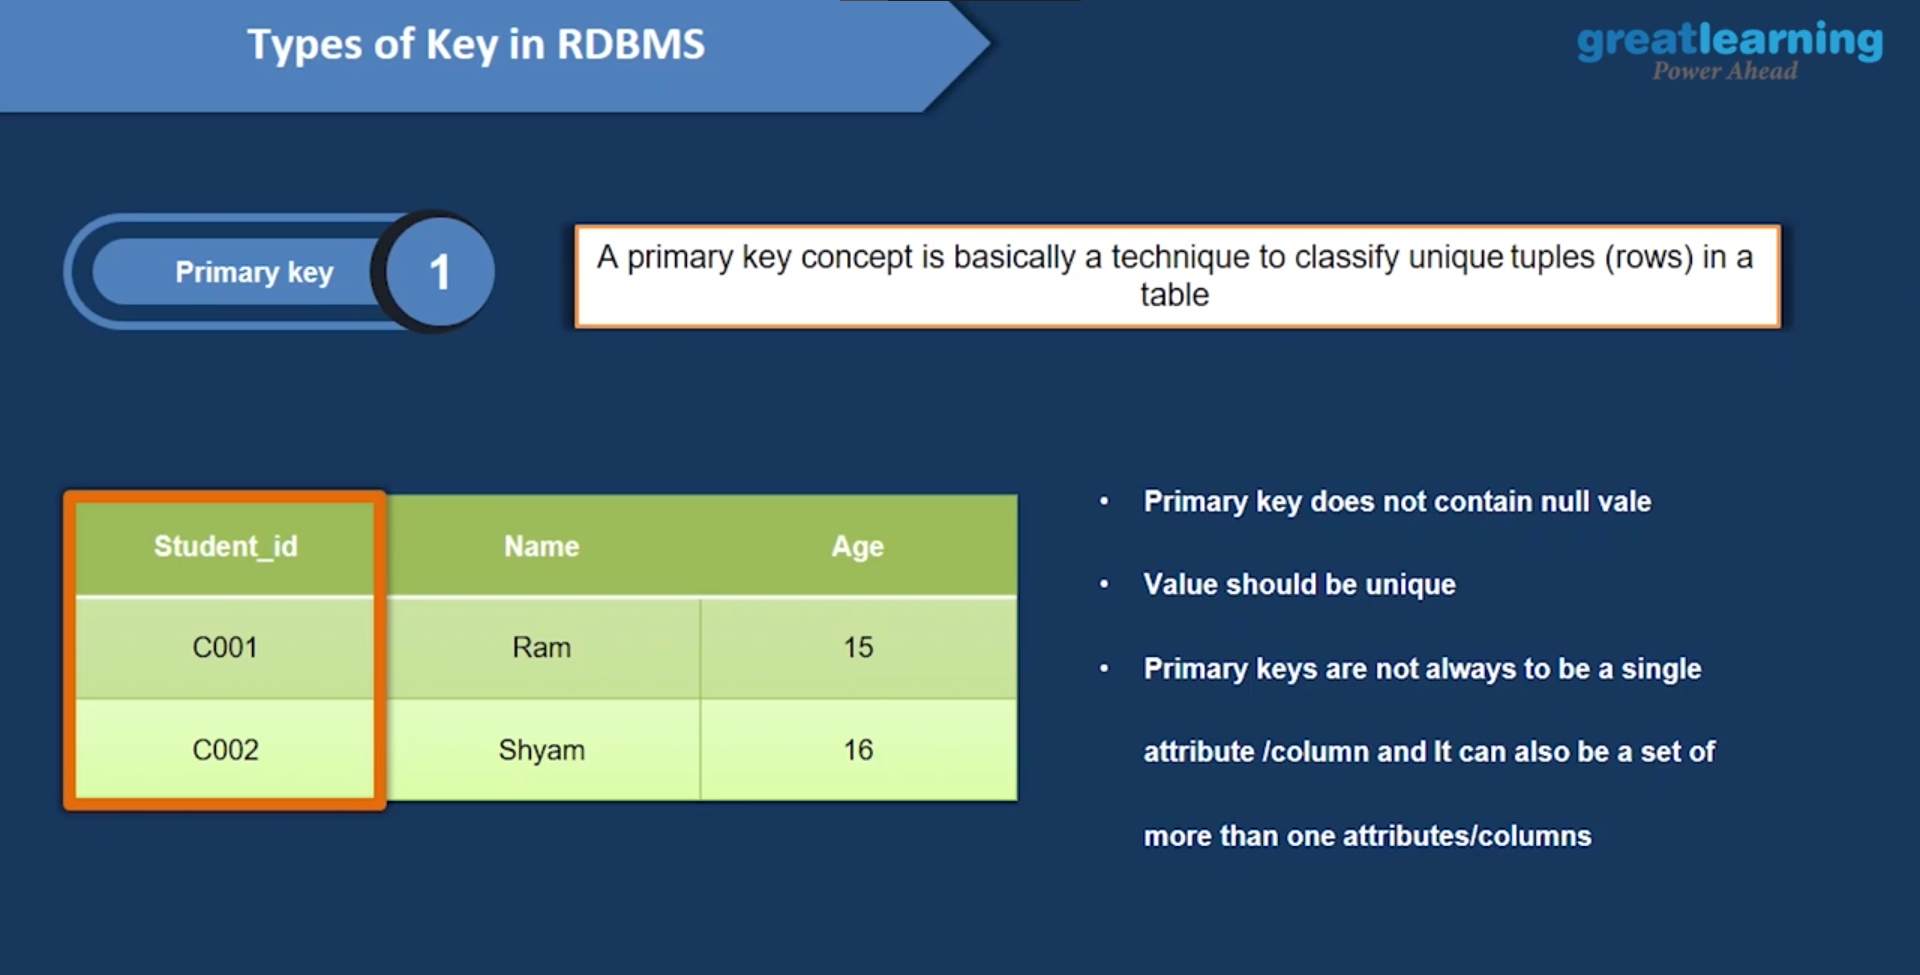 Types of Key in RDBMS
greatlearning
Power Ahead
Primary key
1
A primary key concept is basically a technique to classify unique tuples (rows) in a
table
Student_id Name Age
C001 Ram 15
C002 Shyam 16
• Primary key does not contain null vale
• Value should be unique
• Primary keys are not always to be a single
attribute /column and It can also be a set of
more than one attributes/columns